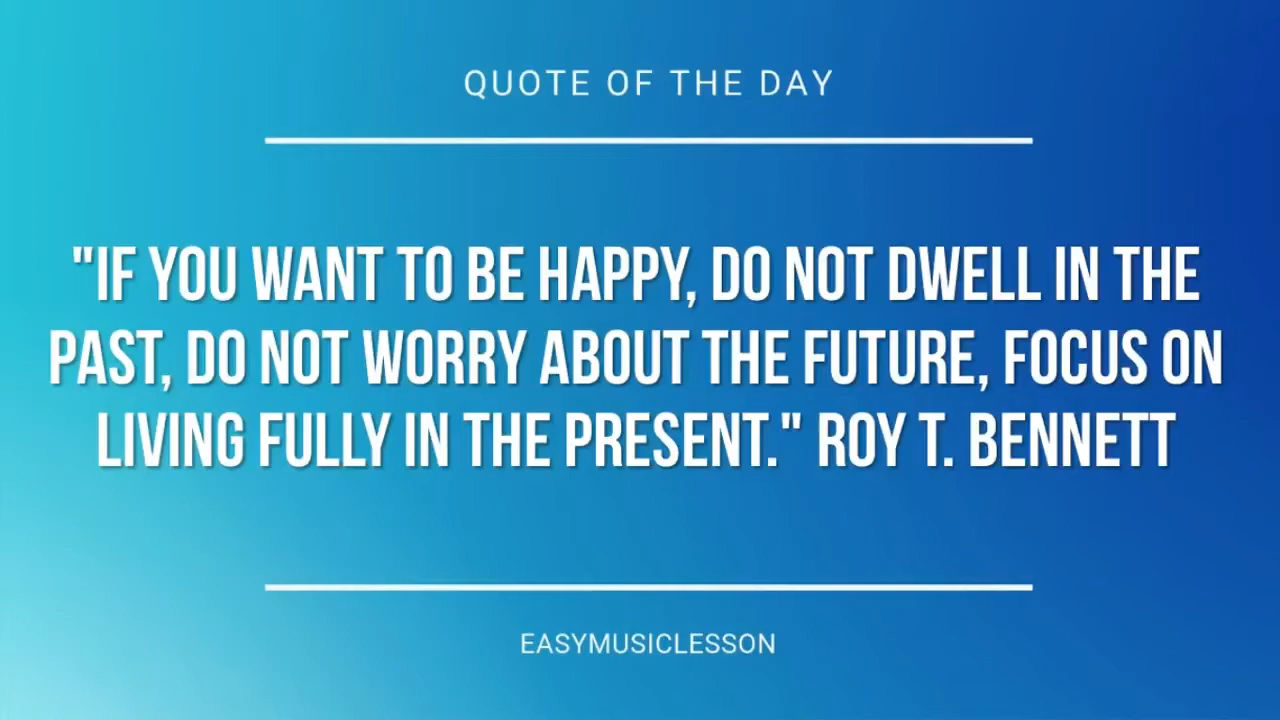 QUOTE OF THE DAY
"IF YOU WANT TO BE HAPPY, DO NOT DWELL IN THE
PAST, DO NOT WORRY ABOUT THE FUTURE, FOCUS ON
LIVING FULLY IN THE PRESENT." ROY T. BENNETT
EASYMUSICLESSON